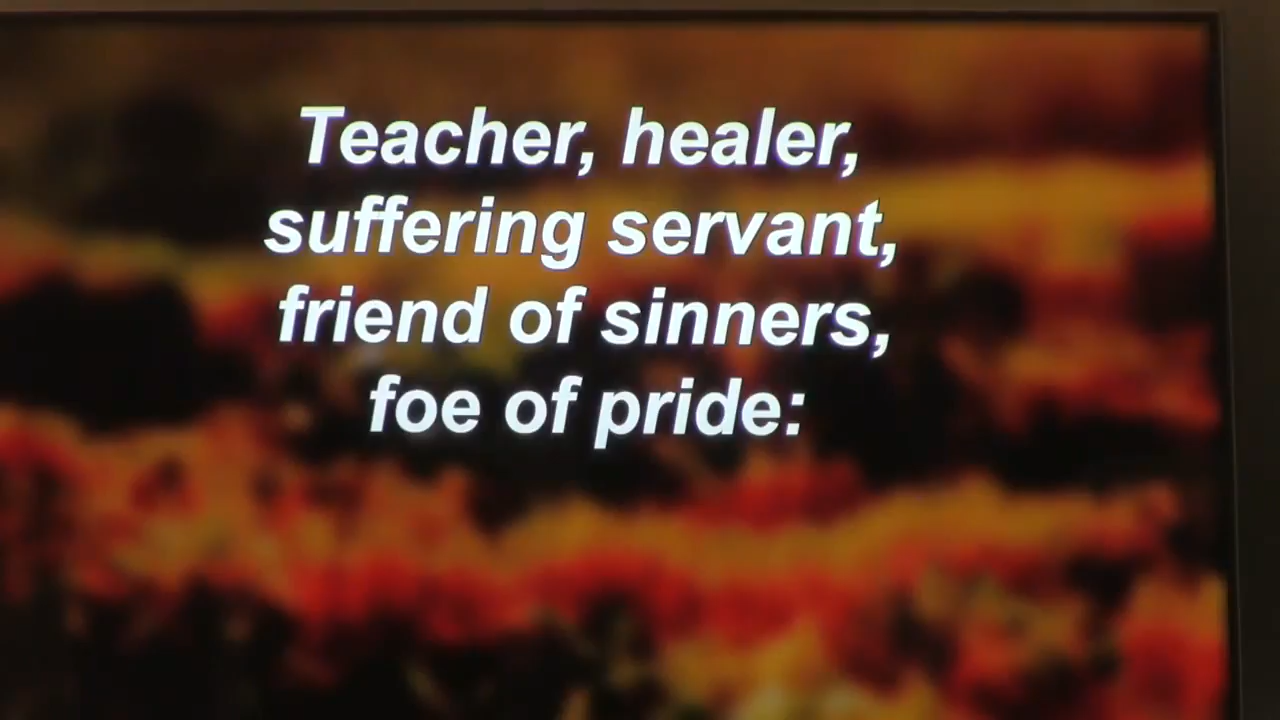 Teacher, healer,
suffering servant,
friend of sinners,
foe of pride: